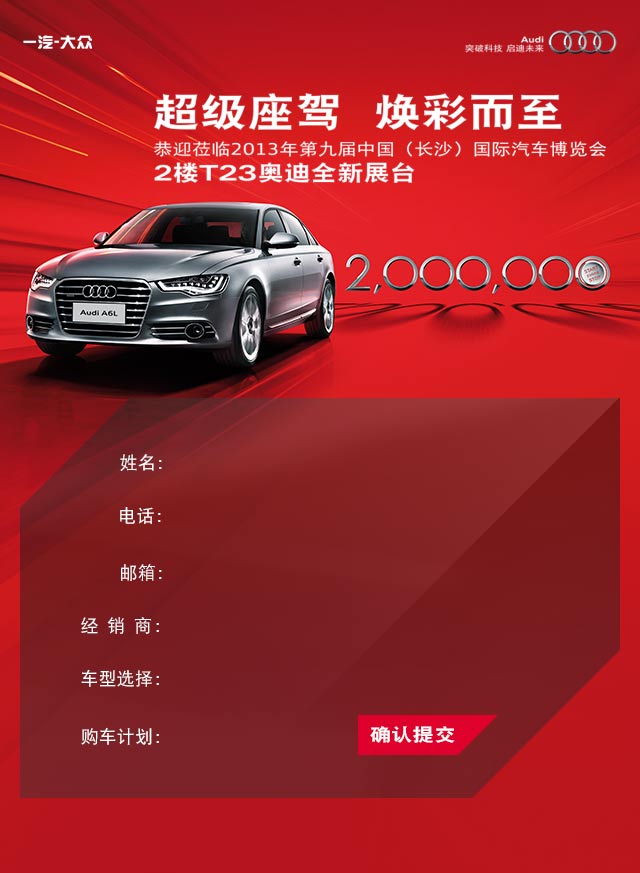 一汽-大众
Audi
突破科技 启迪未来
超级座驾 焕彩而至
恭迎莅临2013年第九届中国（长沙）国际汽车博览会
2楼T23奥迪全新展台
2,000,000
START
STOP
Audi A6L
姓名:
电话:
邮箱:
经 销 商:
车型选择:
购车计划:
确认提交